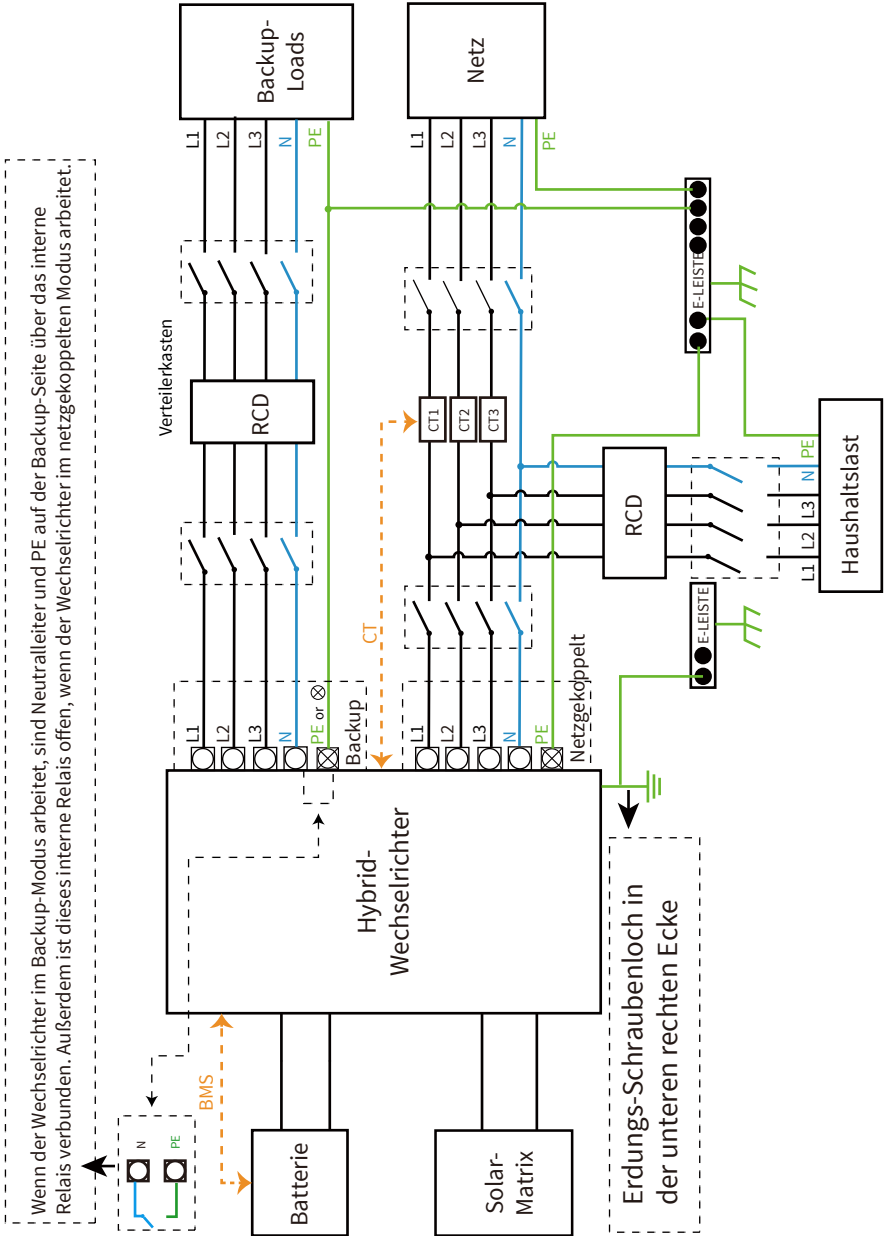 Wenn der Wechselrichter im Backup-Modus arbeitet, sind Neutralleiter und PE auf der Backup-Seite über das interne
Relais verbunden. Außerdem ist dieses interne Relais offen, wenn der Wechselrichter im netzgekoppelten Modus arbeitet.
N
PE
BMS
Batterie
Solar-
Matrix
Hybrid-
Wechselrichter
Erdungs-Schraubenloch in
der unteren rechten Ecke
L1
L2
L3
N
PE or
Backup
CT
L1
L2
L3
N
PE
Netzgekoppelt
Verteilerkasten
RCD
CT1
CT2
CT3
L1
L2
L3
N
PE
Backup-
Loads
L1
L2
L3
N
PE
Netz
RCD
E-LEISTE
E-LEISTE
L1
L2
L3
N
PE
Haushaltslast